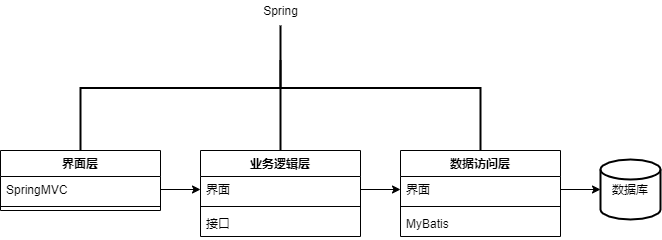 Spring
界面层
业务逻辑层
数据访问层
SpringMVC
界面
界面
数据库
接口
MyBatis